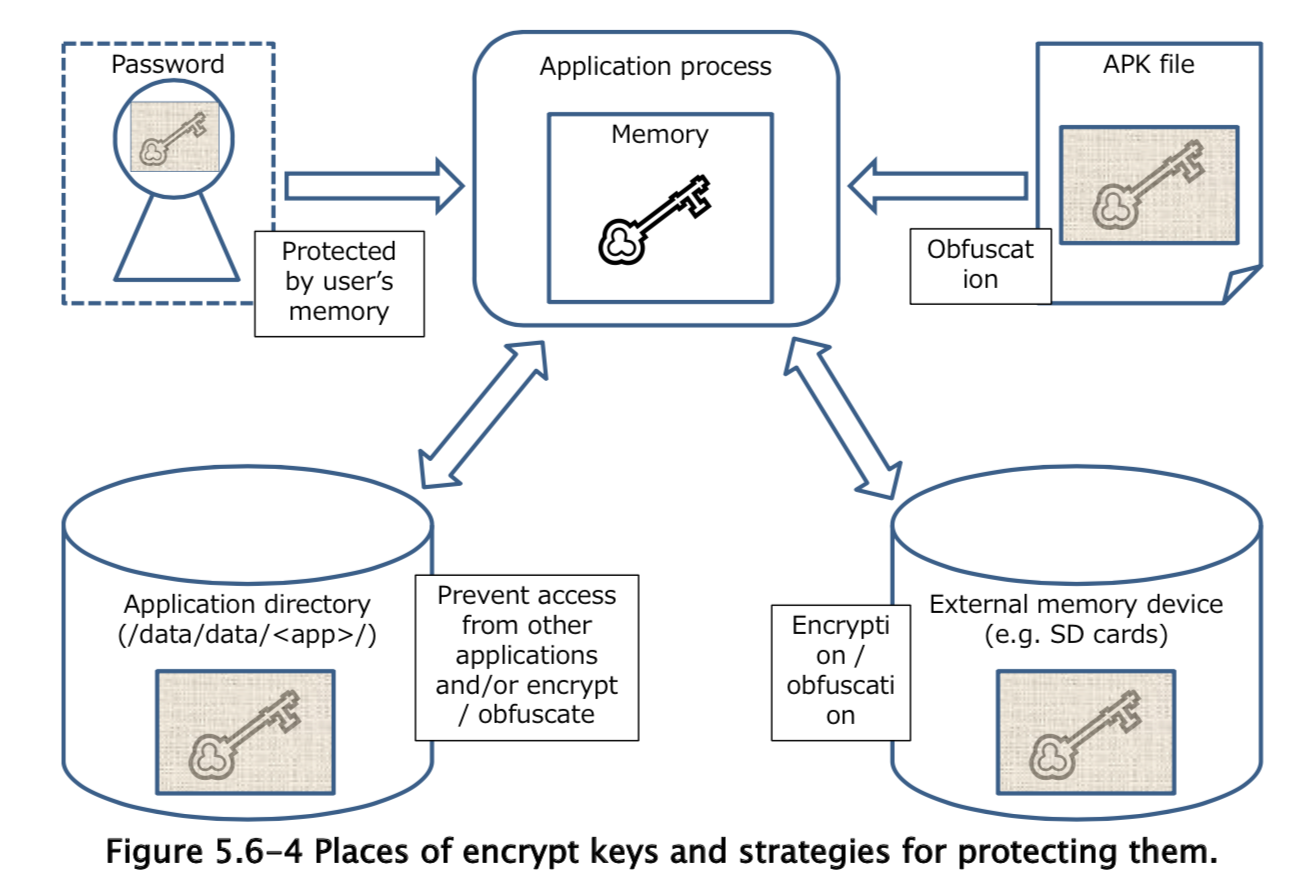 Password
Application process
APK file
Memory
Protected
by user's
memory
Obfuscat
ion
Application directory
(/data/data/<app>/)
Prevent access
from other
applications
and/or encrypt
/ obfuscate
Encrypti
on /
obfuscati
on
External memory device
(e.g. SD cards)
Figure 5.6-4 Places of encrypt keys and strategies for protecting them.